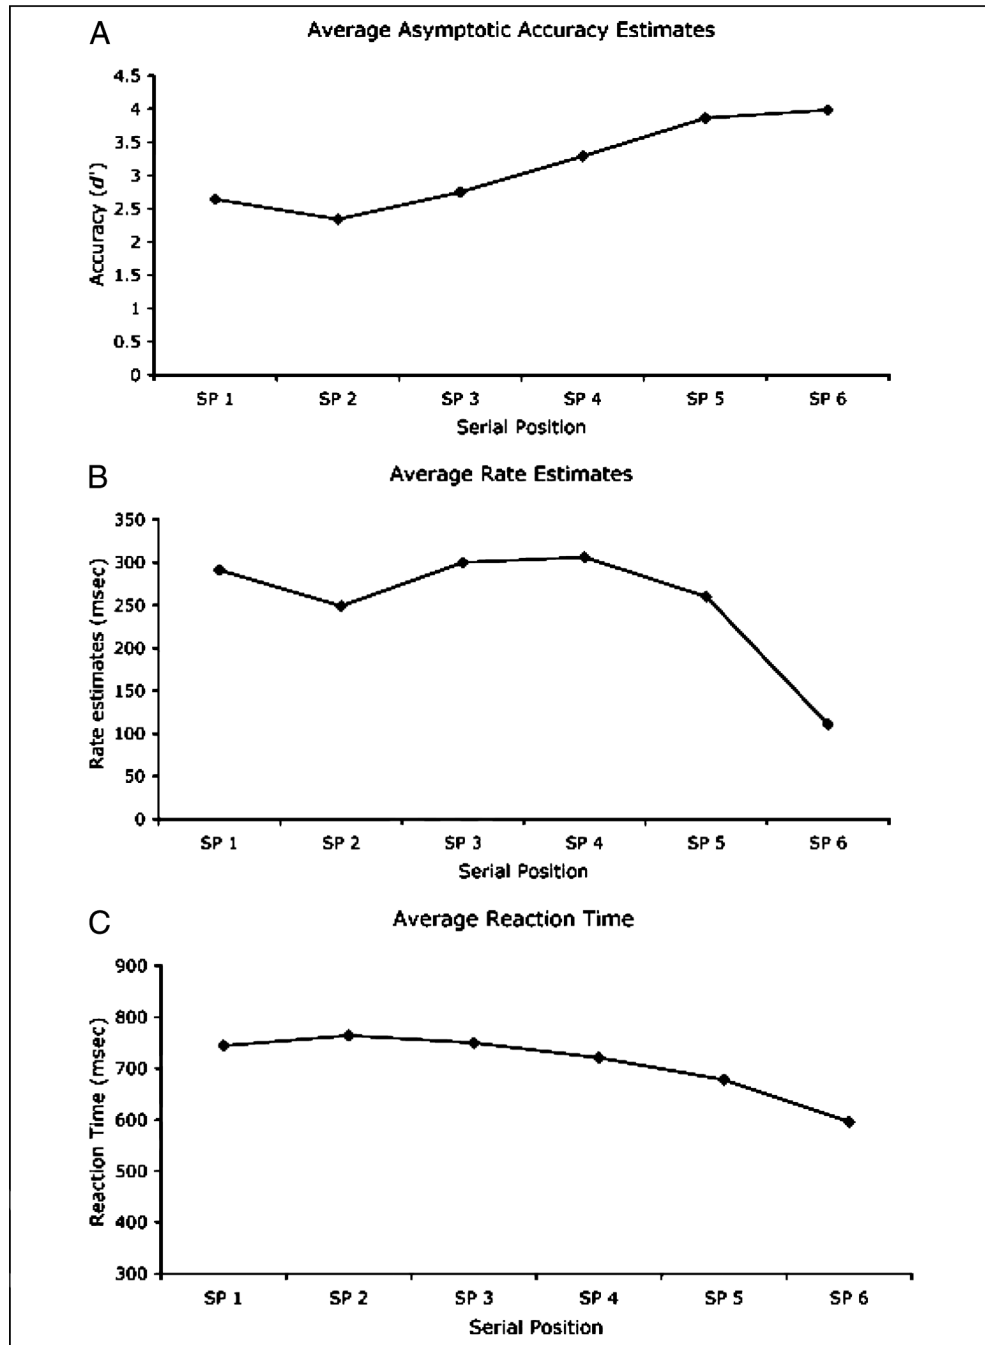 A
Average Asymptotic Accuracy Estimates
4.5
4
3.5
3
2.5
2
1.5
1
0.5
0
Accuracy (d')
SP 1 SP 2 SP 3 SP 4 SP 5 SP 6
Serial Position
B
Average Rate Estimates
350
300
250
200
150
100
50
0
Rate estimates (msec)
SP 1 SP 2 SP 3 SP 4 SP 5 SP 6
Serial Position
C
Average Reaction Time
900
800
700
600
500
400
300
Reaction Time (msec)
SP 1 SP 2 SP 3 SP 4 SP 5 SP 6
Serial Position